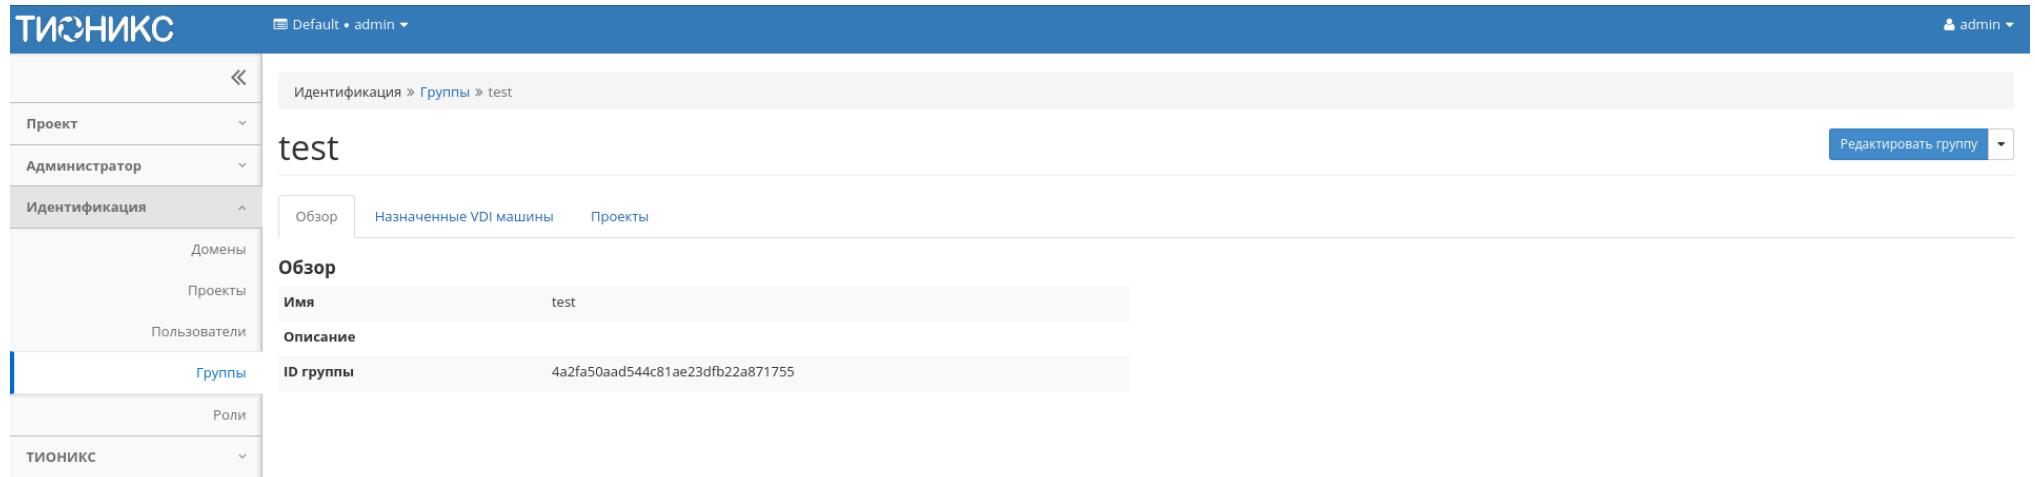 ТИОНИКС
Default • admin
admin
Идентификация » Группы » test
Проект
Администратор
Идентификация
Домены
Проекты
Пользователи
Группы
Роли
ТИОНИКС
test
Редактировать группу
Обзор Назначенные VDI машины Проекты
Обзор
Имя test
Описание
ID группы 4a2fa50aad544c81ae23dfb22a871755